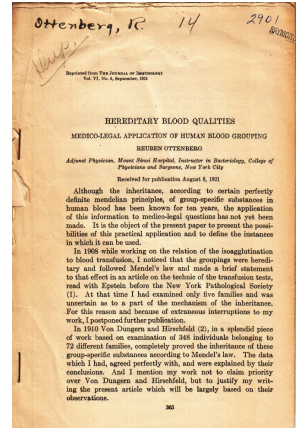 Ottenberg, R.
14
2901
Dup.
Reprinted from THE JOURNAL OF IMMUNOLOGY
Vol. VI, No. 5, September, 1921
HEREDITARY BLOOD QUALITIES
MEDICO-LEGAL APPLICATION OF HUMAN BLOOD GROUPING
REUBEN OTTENBERG
Adjunct Physician, Mount Sinai Hospital, Instructor in Bacteriology, College of
Physicians and Surgeons, New York City
Received for publication August 8, 1921
Although the inheritance, according to certain perfectly
definite mendelian principles, of group-specific substances in
human blood has been known for ten years, the application
of this information to medico-legal questions has not yet been
made. It is the object of the present paper to present the possi-
bilities of this practical application and to define the instances
in which it can be used.
In 1908 while working on the relation of isoagglutination
to blood transfusion, I noticed that the groupings were heredi-
tary and followed Mendel's law and made a brief statement
to that effect in an article on the technic of the transfusion tests,
read with Epstein before the New York Pathological Society
(1). At that time I had examined only five families and was
uncertain as to a part of the mechanism of the inheritance.
For this reason and because of extraneous interruptions to my
work, I postponed further publication.
In 1910 Von Dungern and Hirschfeld (2), in a splendid piece
of work based on examination of 348 individuals belonging to
72 different families, completely proved the inheritance of these
group-specific substances according to Mendel's law. The data
which I had, agreed perfectly with, and were explained by their
conclusions. And I mention my work not to claim priority
over Von Dungern and Hirschfeld, but to justify my writ-
ing the present article which will be largely based on their
observations.
363